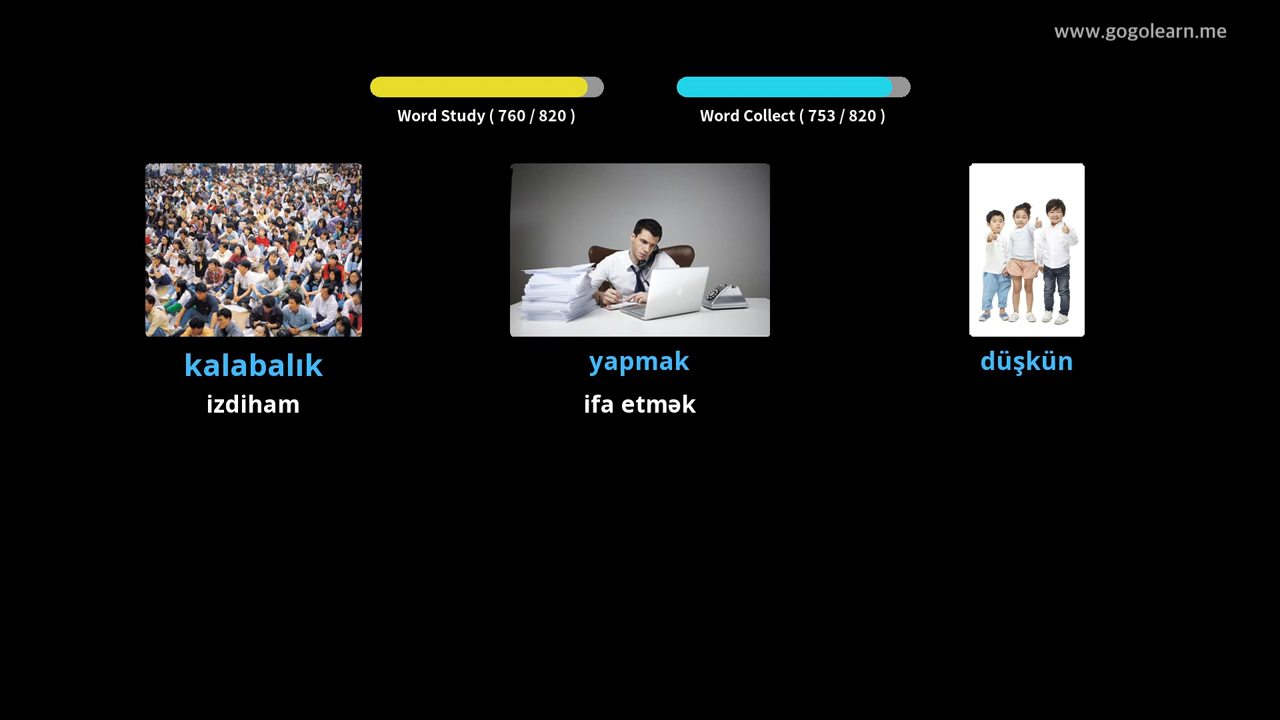 www.gogolearn.me
Word Study ( 760 / 820 )
Word Collect ( 753 / 820 )
kalabalık
izdiham
yapmak
ifa etmək
düşkün